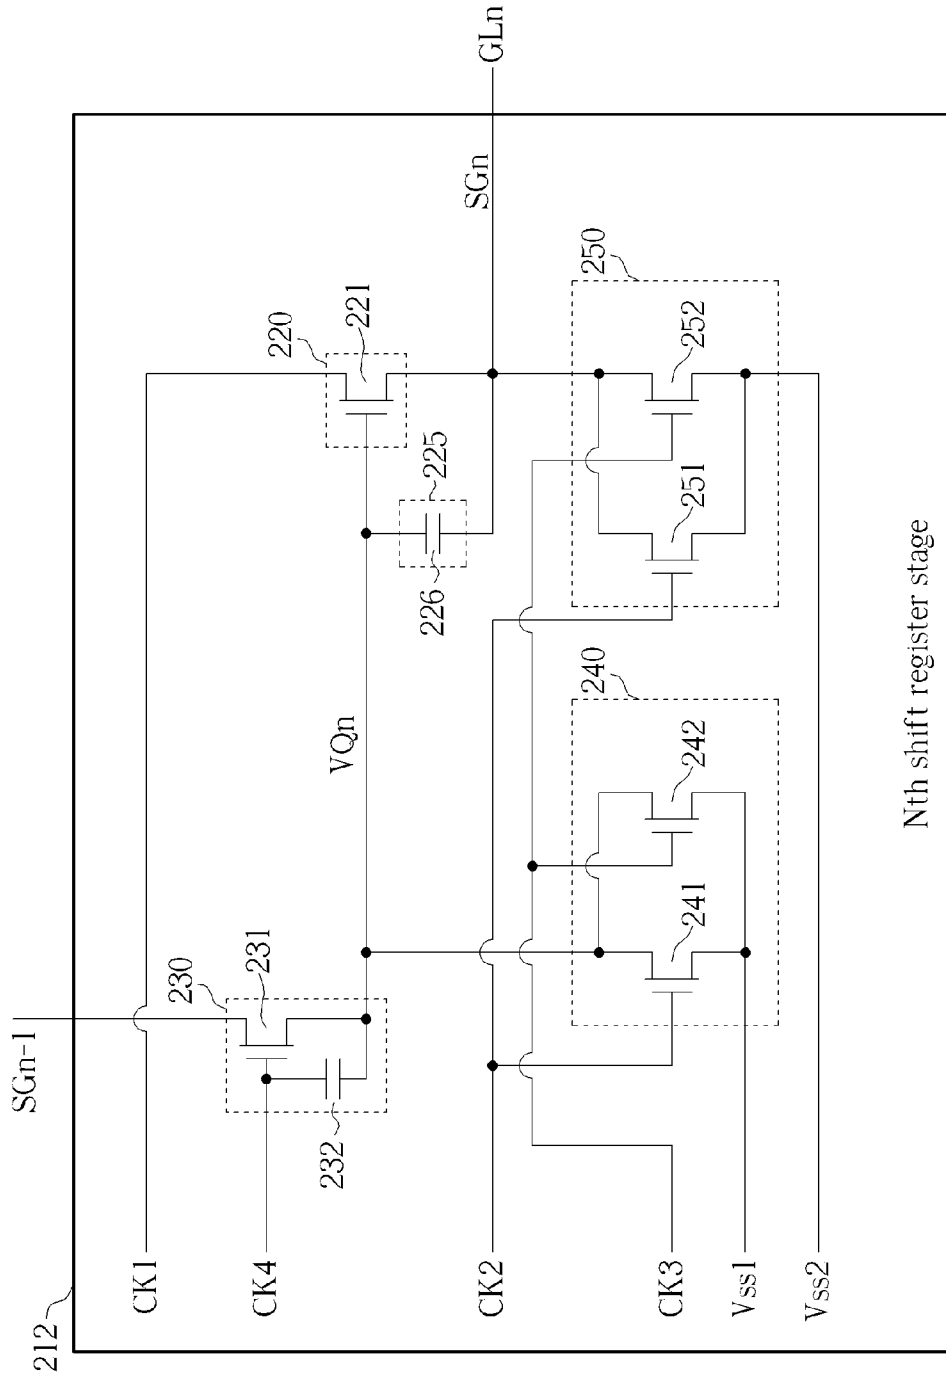 SGn-1
212
CK1
CK4
CK2
CK3
Vss1
Vss2
230
231
232
VQn
220
221
225
226
SGn
GLn
240
241
242
250
251
252
Nth shift register stage